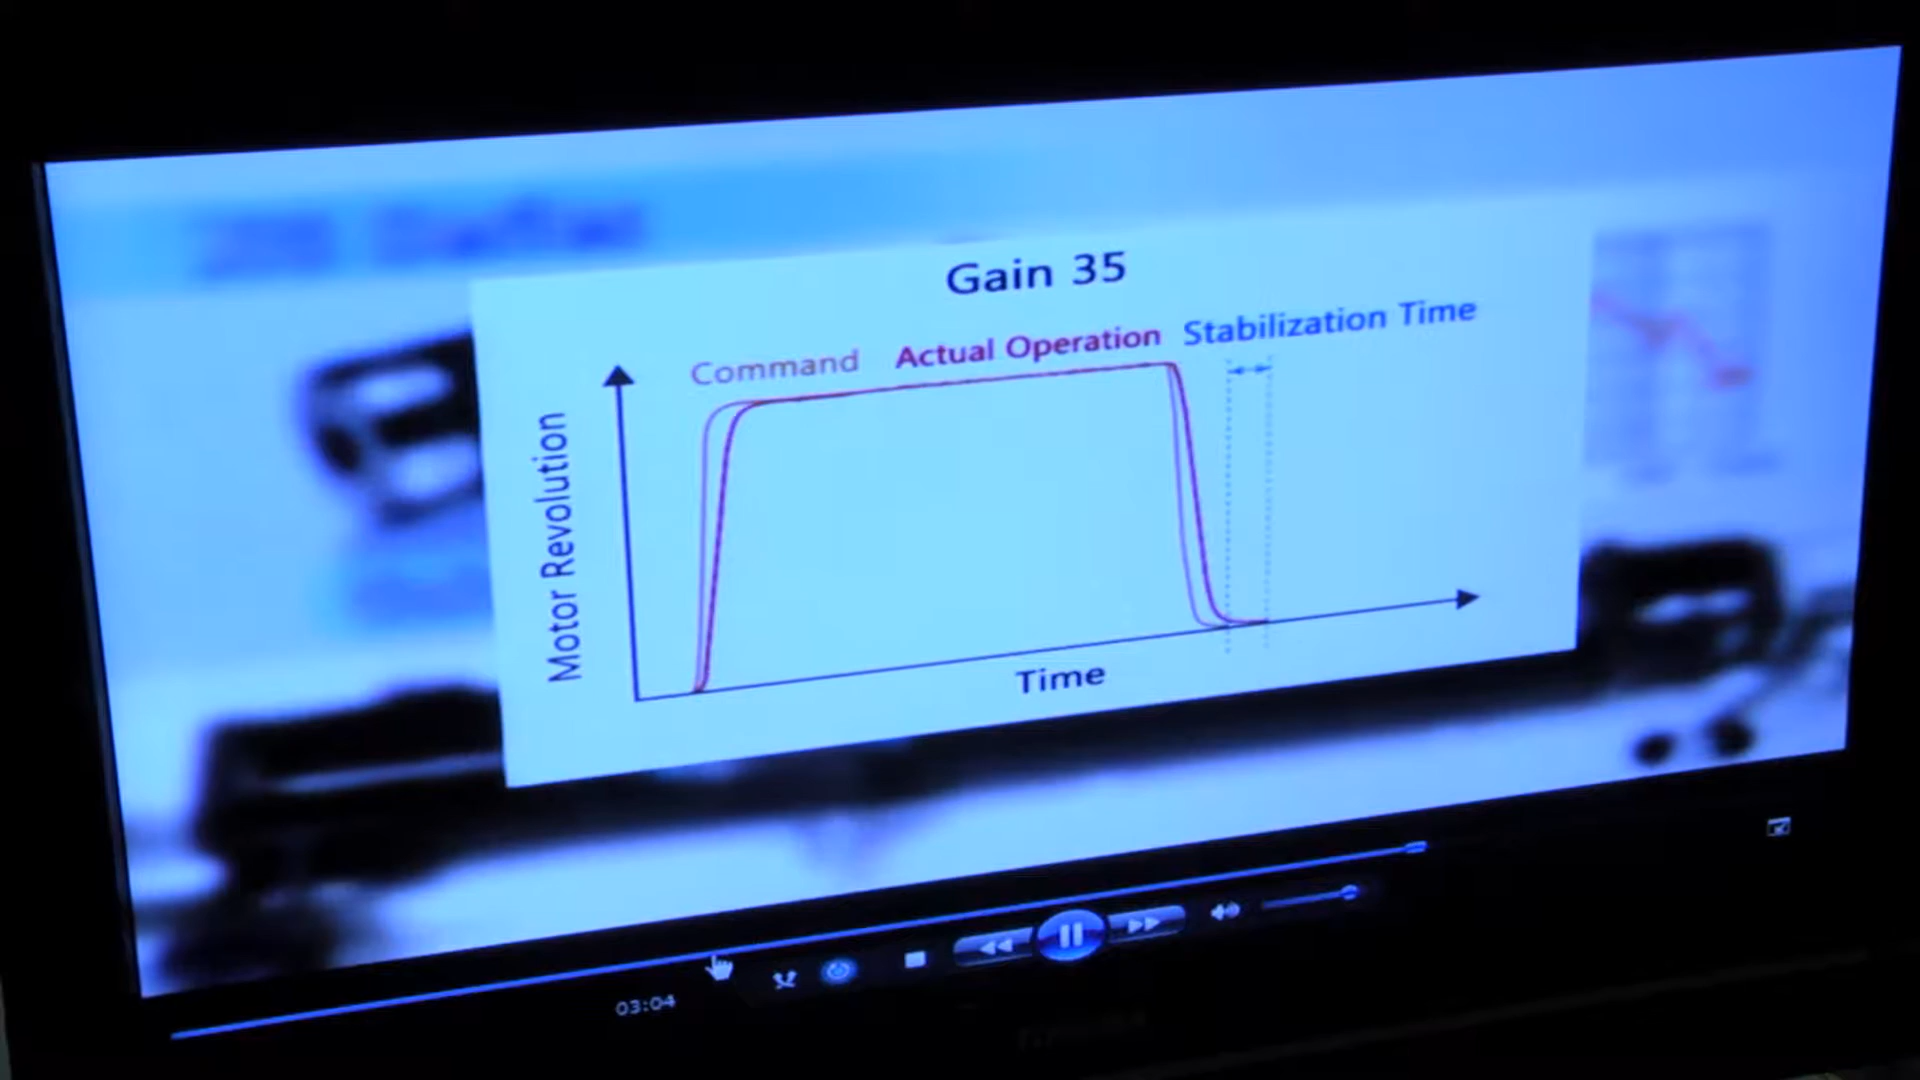 Gain 35
Command
Actual Operation
Stabilization Time
Motor Revolution
Time
03:04